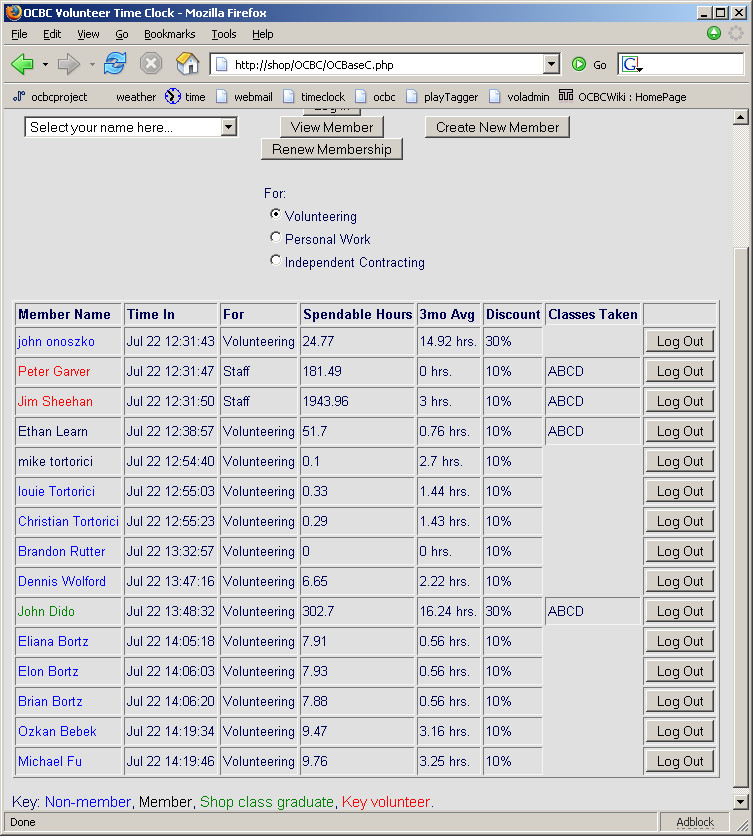 OCBC Volunteer Time Clock - Mozilla Firefox
File Edit View Go Bookmarks Tools Help
http://shop/OCBC/OCBaseC.php Go G
ocbcproject weather time webmail timeclock ocbc playTagger voladmin OCBCWiki : HomePage
Log In
Select your name here... View Member Create New Member
Renew Membership
For:
Volunteering
Personal Work
Independent Contracting
Member Name Time In For Spendable Hours 3mo Avg Discount Classes Taken
john onoszko Jul 22 12:31:43 Volunteering 24.77 14.92 hrs. 30% Log Out
Peter Garver Jul 22 12:31:47 Staff 181.49 0 hrs. 10% ABCD Log Out
Jim Sheehan Jul 22 12:31:50 Staff 1943.96 3 hrs. 10% ABCD Log Out
Ethan Learn Jul 22 12:38:57 Volunteering 51.7 0.76 hrs. 10% ABCD Log Out
mike tortorici Jul 22 12:54:40 Volunteering 0.1 2.7 hrs. 10% Log Out
louie Tortorici Jul 22 12:55:03 Volunteering 0.33 1.44 hrs. 10% Log Out
Christian Tortorici Jul 22 12:55:23 Volunteering 0.29 1.43 hrs. 10% Log Out
Brandon Rutter Jul 22 13:32:57 Volunteering 0 0 hrs. 10% Log Out
Dennis Wolford Jul 22 13:47:16 Volunteering 6.65 2.22 hrs. 10% Log Out
John Dido Jul 22 13:48:32 Volunteering 302.7 16.24 hrs. 30% ABCD Log Out
Eliana Bortz Jul 22 14:05:18 Volunteering 7.91 0.56 hrs. 10% Log Out
Elon Bortz Jul 22 14:06:03 Volunteering 7.93 0.56 hrs. 10% Log Out
Brian Bortz Jul 22 14:06:20 Volunteering 7.88 0.56 hrs. 10% Log Out
Ozkan Bebek Jul 22 14:19:34 Volunteering 9.47 3.16 hrs. 10% Log Out
Michael Fu Jul 22 14:19:46 Volunteering 9.76 3.25 hrs. 10% Log Out
Key: Non-member, Member, Shop class graduate, Key volunteer.
Done Adblock